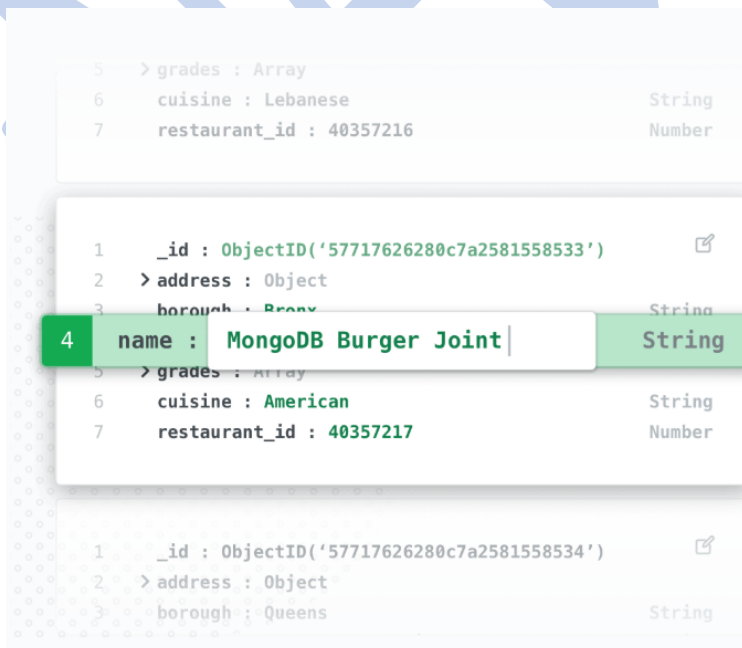 5 > grades : Array
6 cuisine : Lebanese String
7 restaurant_id : 40357216 Number
1 _id : ObjectID(‘57717626280c7a2581558533’)
2 > address : Object
3 borough : Bronx String
4 name : MongoDB Burger Joint String
5 > grades : Array
6 cuisine : American String
7 restaurant_id : 40357217 Number
1 _id : ObjectID(‘57717626280c7a2581558534’)
2 > address : Object
3 borough : Queens String